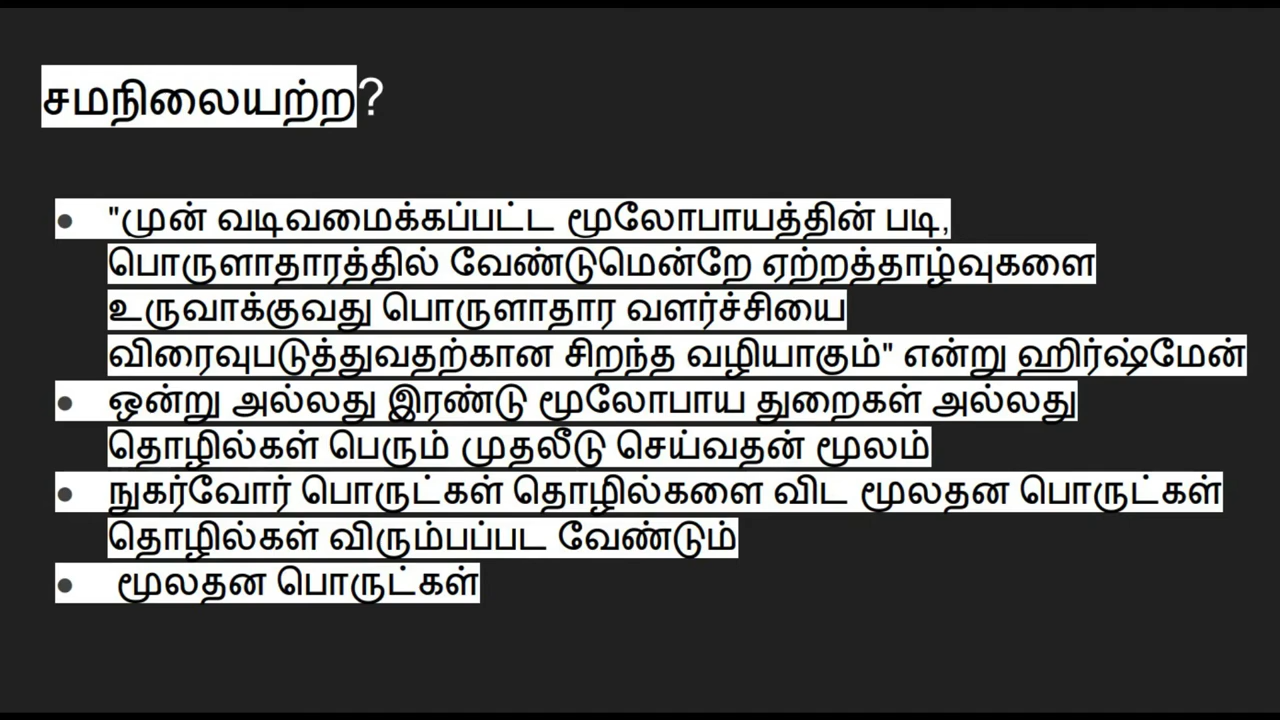 சமநிலையற்ற?
● "முன் வடிவமைக்கப்பட்ட மூலோபாயத்தின் படி,
பொருளாதாரத்தில் வேண்டுமென்றே ஏற்றத்தாழ்வுகளை
உருவாக்குவது பொருளாதார வளர்ச்சியை
விரைவுபடுத்துவதற்கான சிறந்த வழியாகும்" என்று ஹிர்ஷ்மேன்
● ஒன்று அல்லது இரண்டு மூலோபாய துறைகள் அல்லது
தொழில்கள் பெரும் முதலீடு செய்வதன் மூலம்
● நுகர்வோர் பொருட்கள் தொழில்களை விட மூலதன பொருட்கள்
தொழில்கள் விரும்பப்பட வேண்டும்
● மூலதன பொருட்கள்